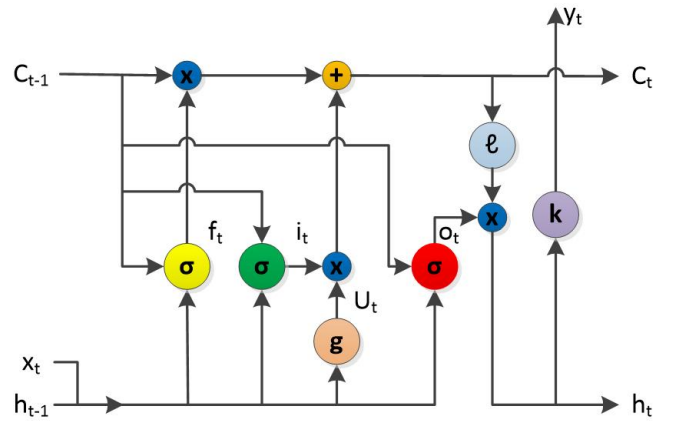 yt
Ct-1 x + Ct
ℓ
x k
ft it ot
σ σ x σ
Ut
g
xt
ht-1 ht